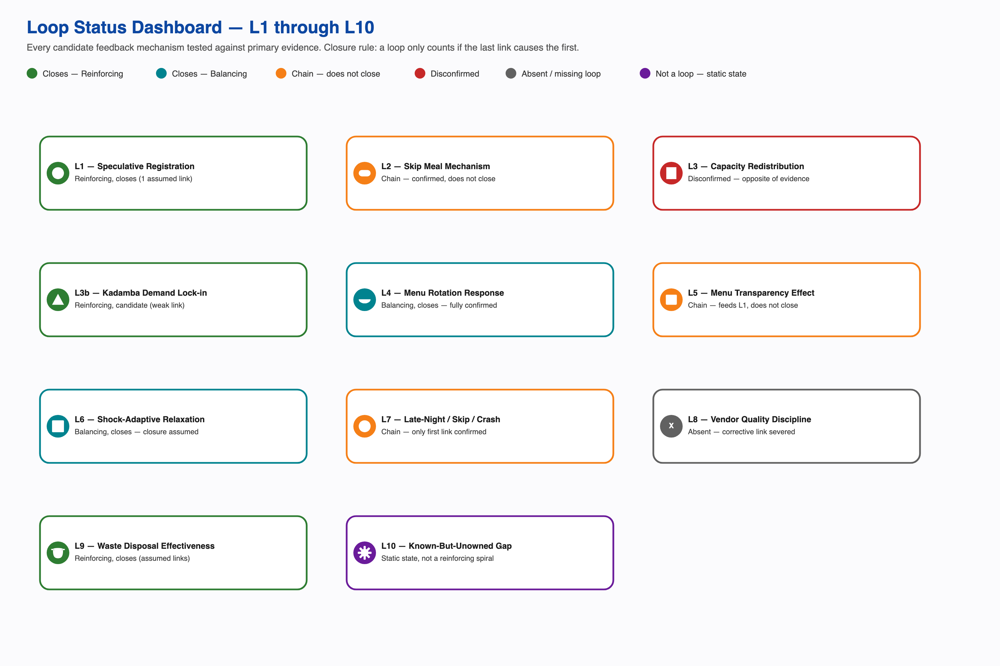 Loop Status Dashboard — L1 through L10
Every candidate feedback mechanism tested against primary evidence. Closure rule: a loop only counts if the last link causes the first.
Closes — Reinforcing
Closes — Balancing
Chain — does not close
Disconfirmed
Absent / missing loop
Not a loop — static state
L1 — Speculative Registration
Reinforcing, closes (1 assumed link)
L2 — Skip Meal Mechanism
Chain — confirmed, does not close
L3 — Capacity Redistribution
Disconfirmed — opposite of evidence
L3b — Kadamba Demand Lock-in
Reinforcing, candidate (weak link)
L4 — Menu Rotation Response
Balancing, closes — fully confirmed
L5 — Menu Transparency Effect
Chain — feeds L1, does not close
L6 — Shock-Adaptive Relaxation
Balancing, closes — closure assumed
L7 — Late-Night / Skip / Crash
Chain — only first link confirmed
x
L8 — Vendor Quality Discipline
Absent — corrective link severed
L9 — Waste Disposal Effectiveness
Reinforcing, closes (assumed links)
L10 — Known-But-Unowned Gap
Static state, not a reinforcing spiral